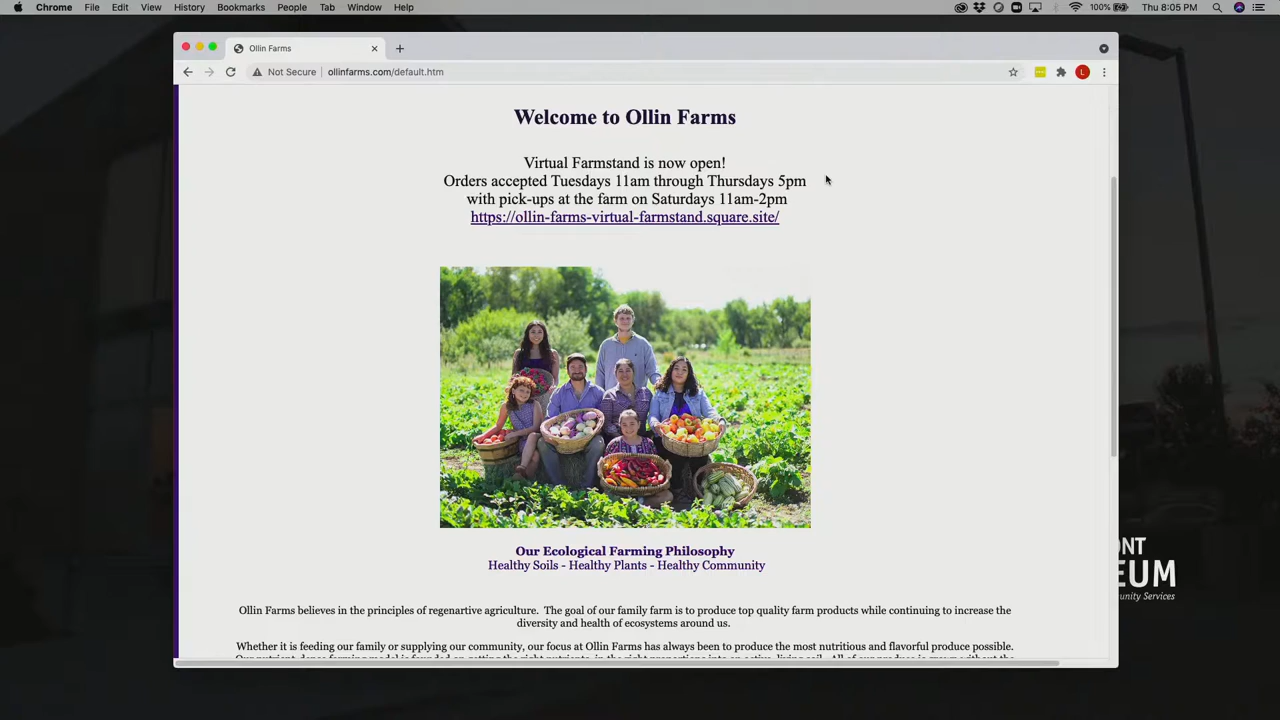 Chrome File Edit View History Bookmarks People Tab Window Help 100% Thu 8:05 PM
Ollin Farms
Not Secure ollinfarms.com/default.htm L
Welcome to Ollin Farms
Virtual Farmstand is now open!
Orders accepted Tuesdays 11am through Thursdays 5pm
with pick-ups at the farm on Saturdays 11am-2pm
https://ollin-farms-virtual-farmstand.square.site/
Our Ecological Farming Philosophy
Healthy Soils - Healthy Plants - Healthy Community
Ollin Farms believes in the principles of regenartive agriculture. The goal of our family farm is to produce top quality farm products while continuing to increase the
diversity and health of ecosystems around us.
Whether it is feeding our family or supplying our community, our focus at Ollin Farms has always been to produce the most nutritious and flavorful produce possible.
ONT
EUM
unity Services